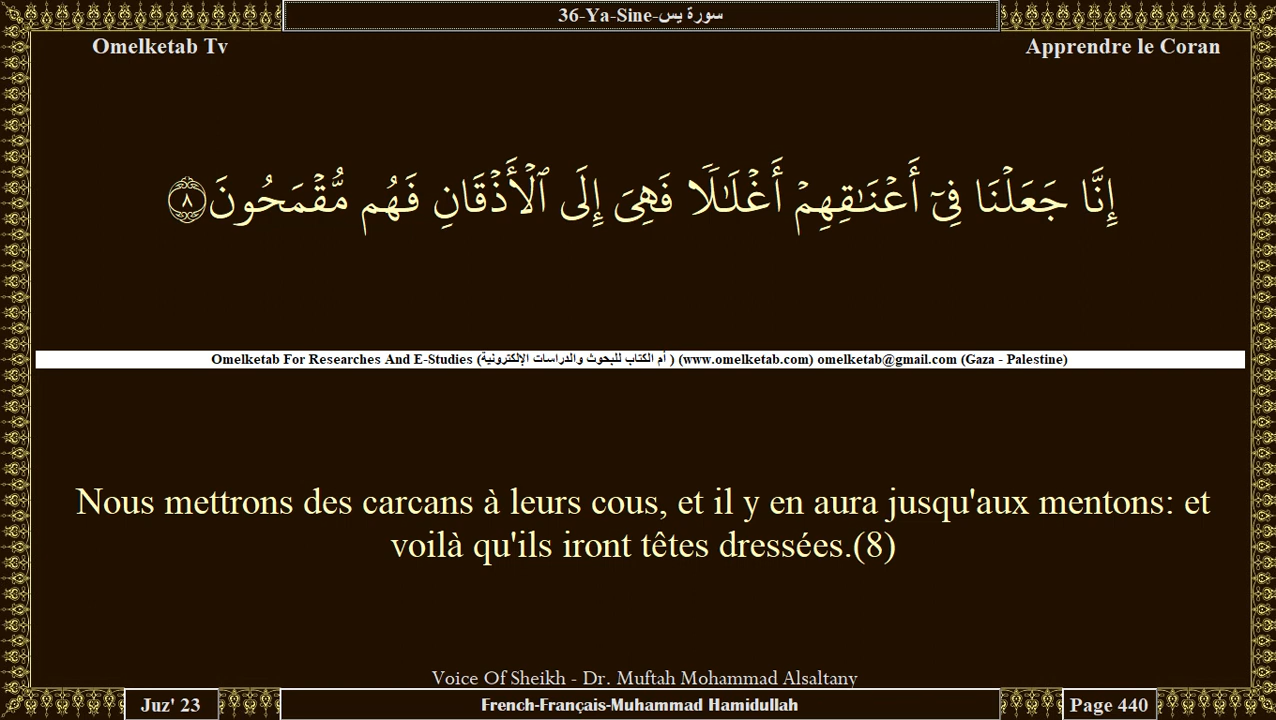 36-Ya-Sine-سورة يس
Omelketab Tv
Apprendre le Coran
إِنَّا جَعَلْنَا فِىٓ أَعْنَـٰقِهِمْ أَغْلَـٰلًا فَهِىَ إِلَى ٱلْأَذْقَانِ فَهُم مُّقْمَحُونَ ٨
Omelketab For Researches And E-Studies (أم الكتاب للبحوث والدراسات الإلكترونية ) (www.omelketab.com) omelketab@gmail.com (Gaza - Palestine)
Nous mettrons des carcans à leurs cous, et il y en aura jusqu'aux mentons: et
voilà qu'ils iront têtes dressées.(8)
Voice Of Sheikh - Dr. Muftah Mohammad Alsaltany
Juz' 23
French-Français-Muhammad Hamidullah
Page 440